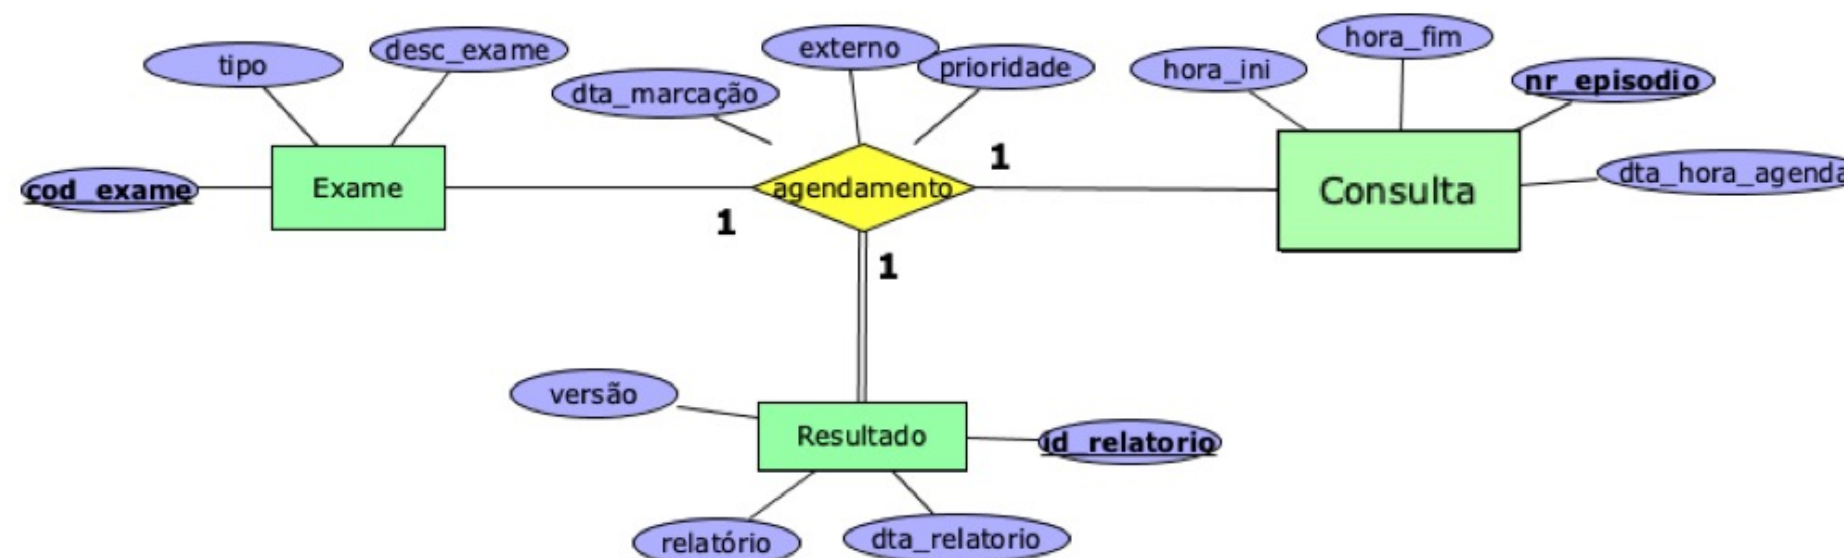 tipo
desc_exame
dta_marcação
externo
prioridade
hora_ini
hora_fim
nr_episodio
cod_exame
Exame
1
agendamento
1
Consulta
dta_hora_agenda
1
versão
Resultado
id_relatorio
relatório
dta_relatorio